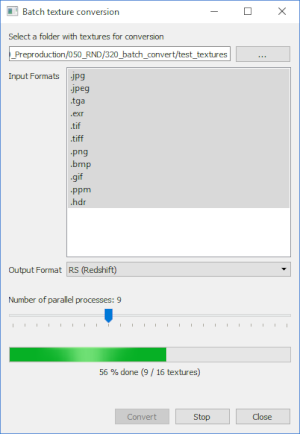 Batch texture conversion
Select a folder with textures for conversion
_Preproduction/050_RND/320_batch_convert/test_textures
...
Input Formats
.jpg
.jpeg
.tga
.exr
.tif
.tiff
.png
.bmp
.gif
.ppm
.hdr
Output Format
RS (Redshift)
Number of parallel processes: 9
56 % done (9 / 16 textures)
Convert
Stop
Close